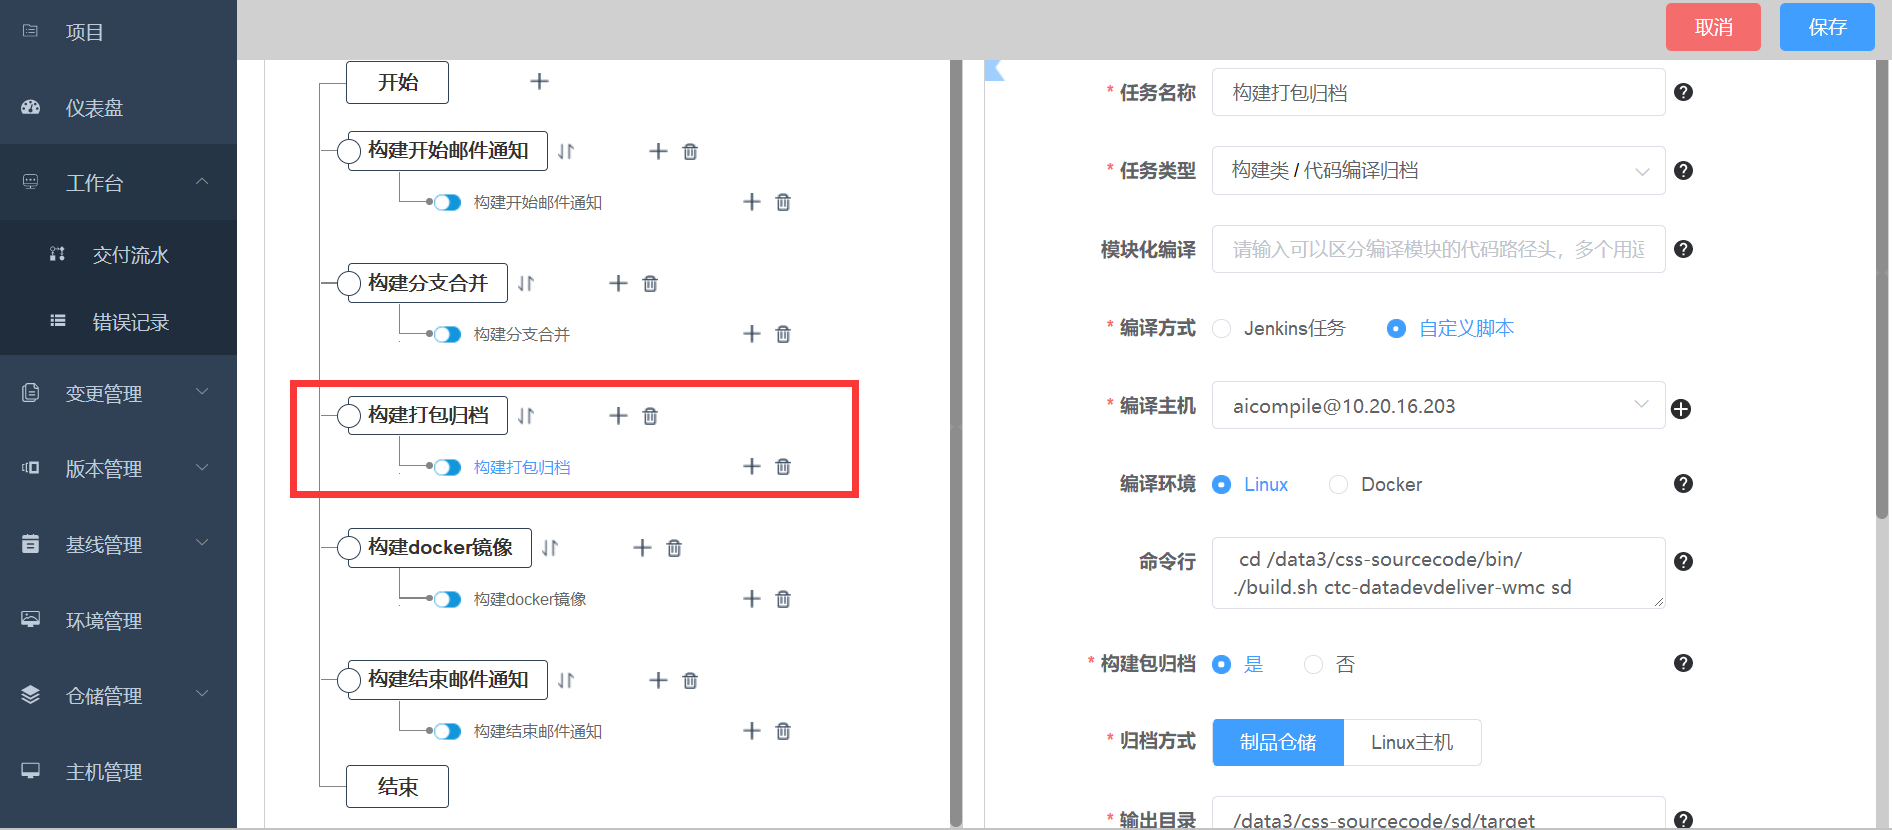 项目
仪表盘
工作台
交付流水
错误记录
变更管理
版本管理
基线管理
环境管理
仓储管理
主机管理
取消
保存
开始
构建开始邮件通知
构建开始邮件通知
构建分支合并
构建分支合并
构建打包归档
构建打包归档
构建docker镜像
构建docker镜像
构建结束邮件通知
构建结束邮件通知
结束
* 任务名称 构建打包归档
* 任务类型 构建类 / 代码编译归档
模块化编译 请输入可以区分编译模块的代码路径头，多个用逗
* 编译方式 Jenkins任务 自定义脚本
* 编译主机 aicompile@10.20.16.203
编译环境 Linux Docker
命令行 cd /data3/css-sourcecode/bin/
./build.sh ctc-datadevdeliver-wmc sd
* 构建包归档 是 否
* 归档方式 制品仓储 Linux主机
* 输出目录 /data3/css-sourcecode/sd/target